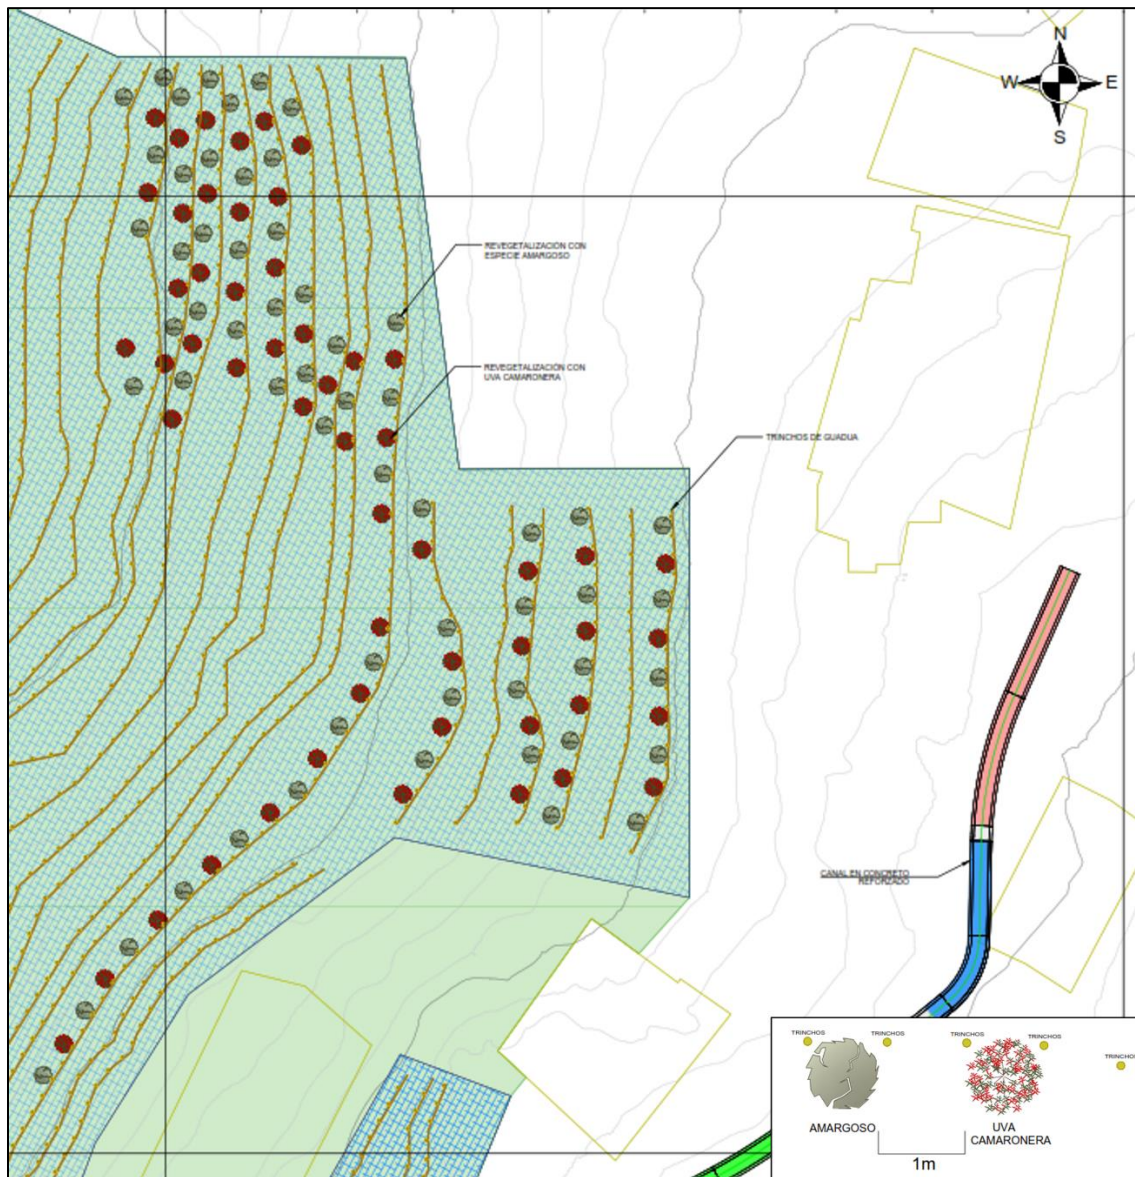 N
W E
S
REVEGETALIZACIÓN CON
ESPECIE AMARGOSO
REVEGETALIZACIÓN CON
UVA CAMARONERA
TRINCHOS DE GUADUA
CANAL EN CONCRETO
REFORZADO
TRINCHOS TRINCHOS TRINCHOS TRINCHOS
TRINCHOS
AMARGOSO UVA
CAMARONERA
1m